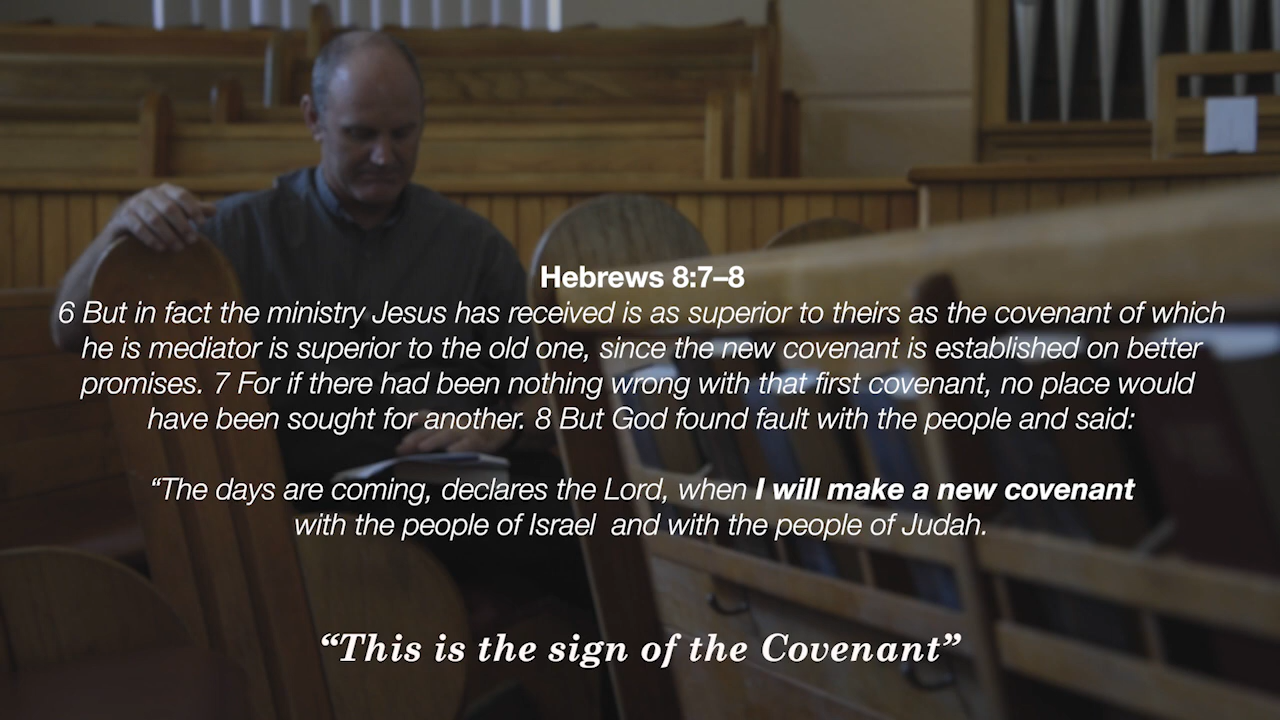 Hebrews 8:7–8
6 But in fact the ministry Jesus has received is as superior to theirs as the covenant of which
he is mediator is superior to the old one, since the new covenant is established on better
promises. 7 For if there had been nothing wrong with that first covenant, no place would
have been sought for another. 8 But God found fault with the people and said:
“The days are coming, declares the Lord, when I will make a new covenant
with the people of Israel and with the people of Judah.
“This is the sign of the Covenant”